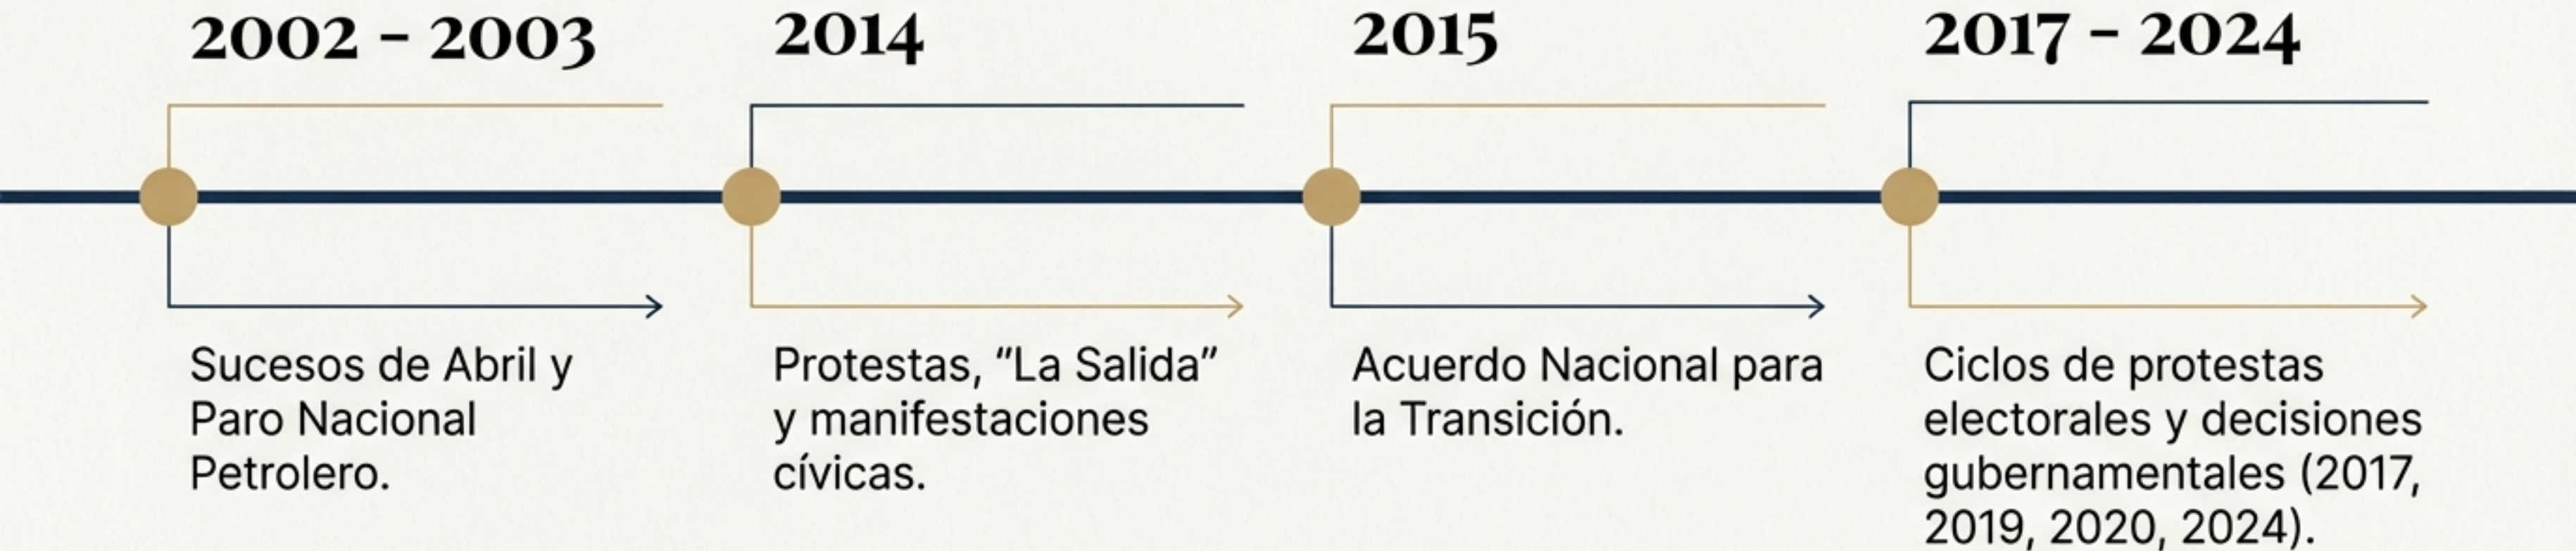 2002 – 2003
Sucesos de Abril y
Paro Nacional
Petrolero.
2014
Protestas, “La Salida”
y manifestaciones
cívicas.
2015
Acuerdo Nacional para
la Transición.
2017 – 2024
Ciclos de protestas
electorales y decisiones
gubernamentales (2017,
2019, 2020, 2024).